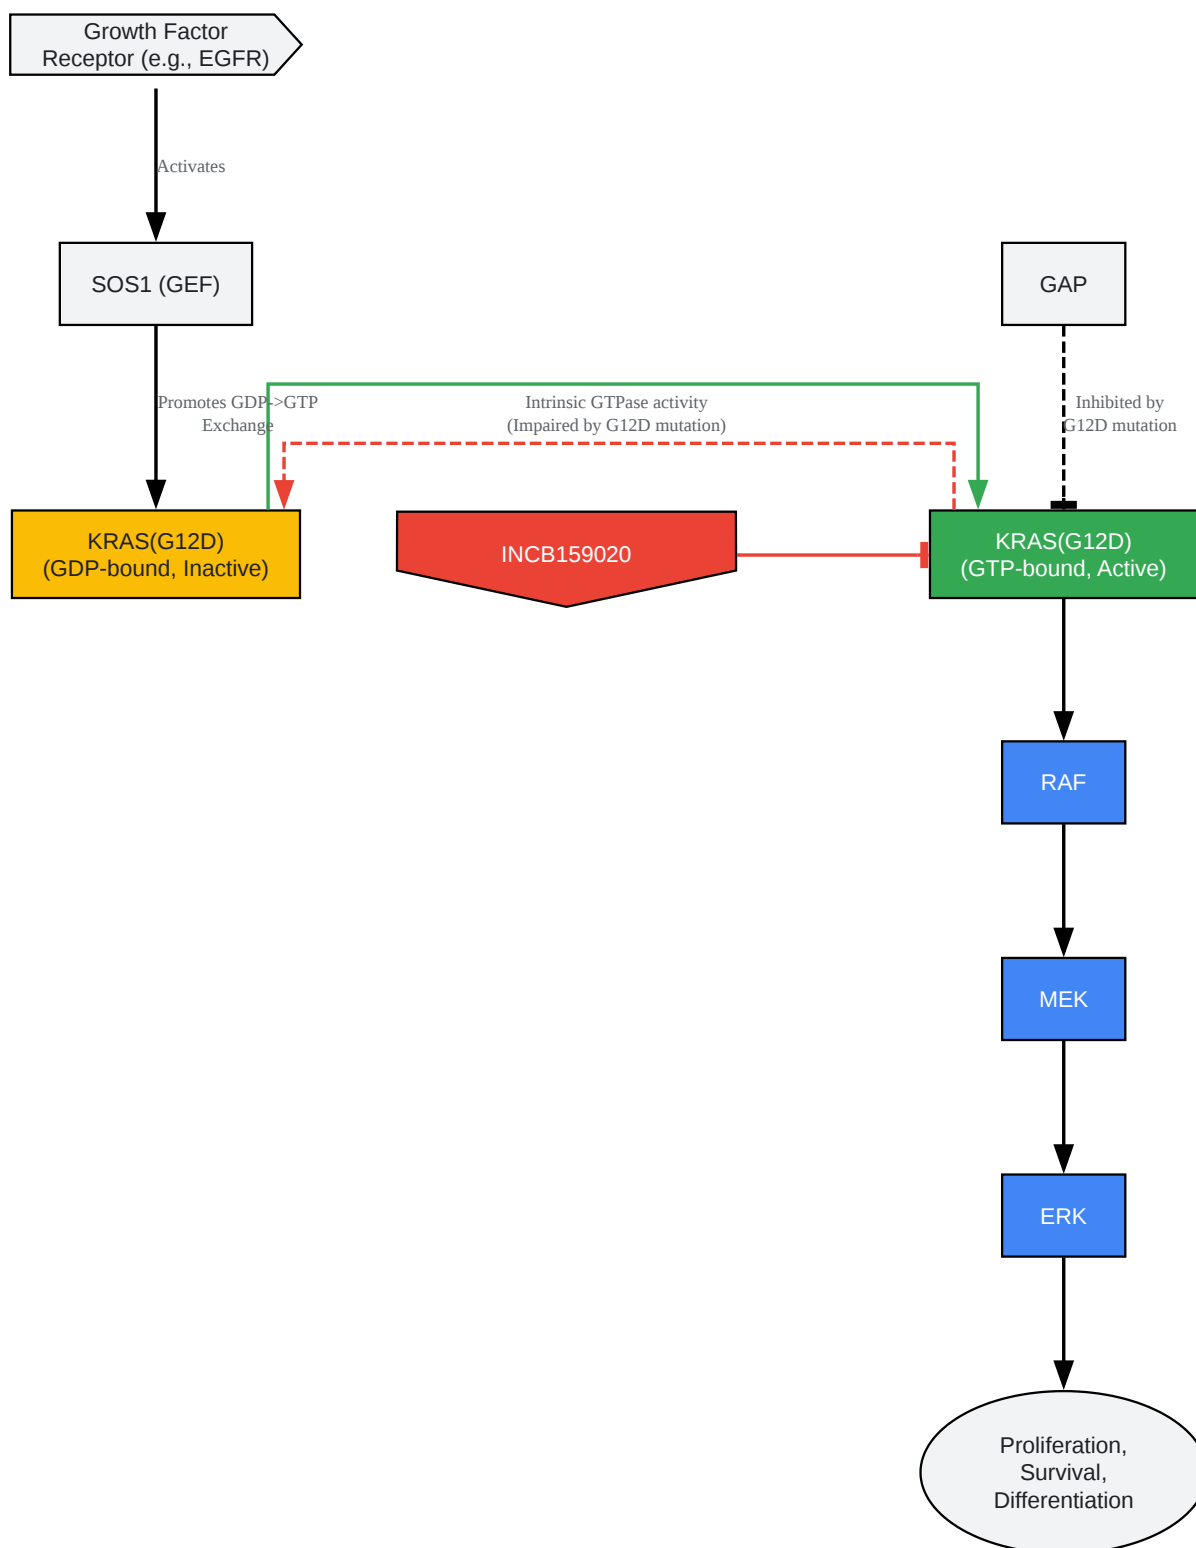 Growth Factor
Receptor (e.g., EGFR)
Activates
SOS1 (GEF)
GAP
Promotes GDP->GTP
Exchange
Intrinsic GTPase activity
(Impaired by G12D mutation)
Inhibited by
G12D mutation
KRAS(G12D)
(GDP-bound, Inactive)
INCB159020
KRAS(G12D)
(GTP-bound, Active)
RAF
MEK
ERK
Proliferation,
Survival,
Differentiation